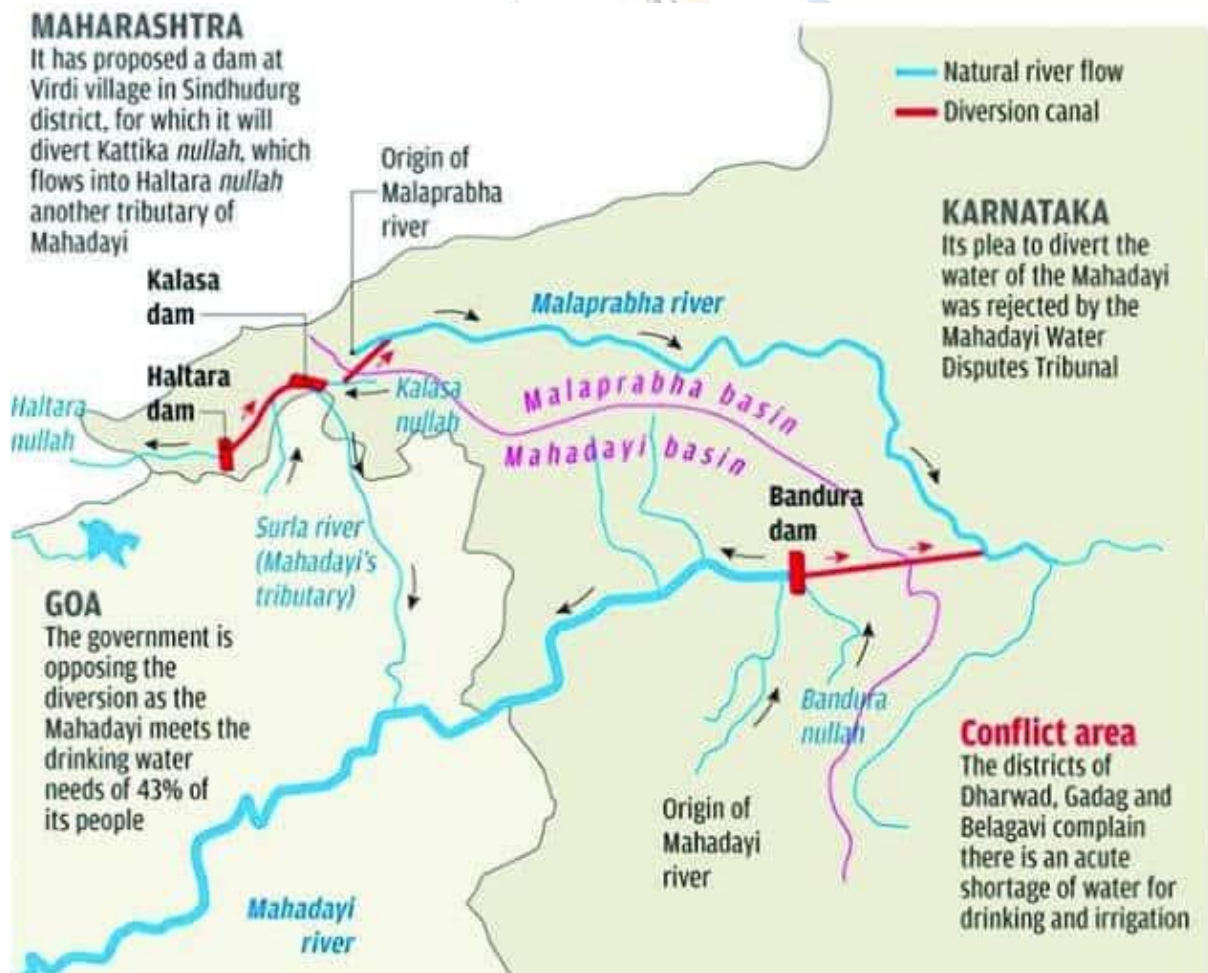 MAHARASHTRA
It has proposed a dam at
Virdi village in Sindhudurg
district, for which it will
divert Kattika nullah, which
flows into Haltara nullah
another tributary of
Mahadayi
Natural river flow
Diversion canal
Origin of
Malaprabha
river
KARNATAKA
Its plea to divert the
water of the Mahadayi
was rejected by the
Mahadayi Water
Disputes Tribunal
Kalasa
dam
Malaprabha river
Haltara
dam
Haltara
nullah
Kalasa
nullah
Malaprabha basin
Mahadayi basin
Bandura
dam
Surla river
(Mahadayi's
tributary)
GOA
The government is
opposing the
diversion as the
Mahadayi meets the
drinking water
needs of 43% of
its people
Bandura
nullah
Origin of
Mahadayi
river
Conflict area
The districts of
Dharwad, Gadag and
Belagavi complain
there is an acute
shortage of water for
drinking and irrigation
Mahadayi
river